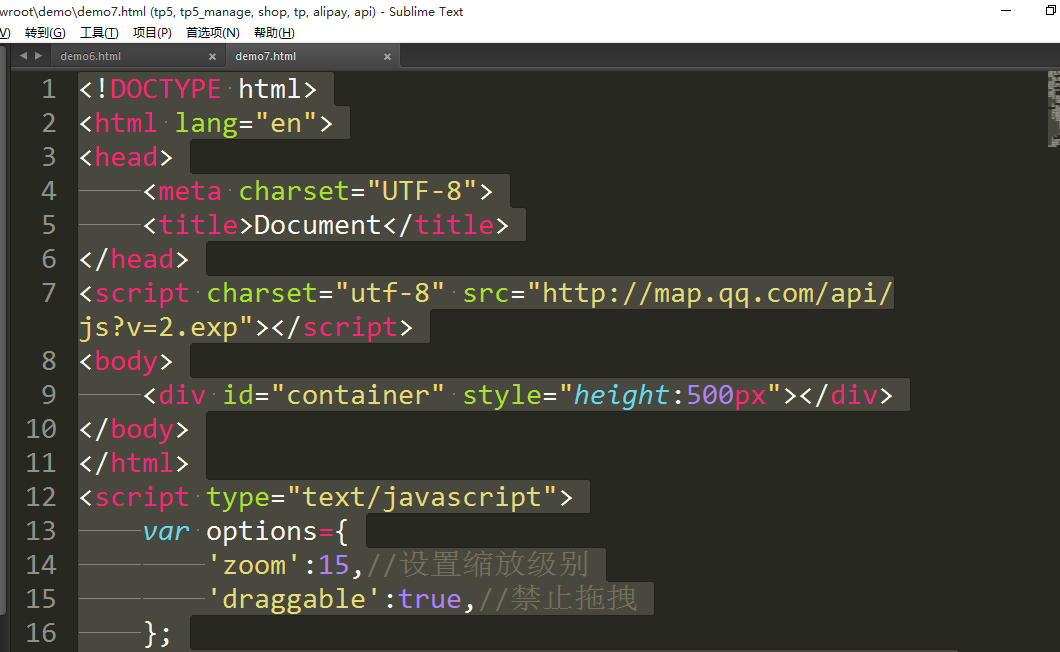 wroot\demo\demo7.html (tp5, tp5_manage, shop, tp, alipay, api) - Sublime Text
V) 转到(G) 工具(T) 项目(P) 首选项(N) 帮助(H)
demo6.html × demo7.html ×
1 <!DOCTYPE html>
2 <html lang="en">
3 <head>
4 <meta charset="UTF-8">
5 <title>Document</title>
6 </head>
7 <script charset="utf-8" src="http://map.qq.com/api/
js?v=2.exp"></script>
8 <body>
9 <div id="container" style="height:500px"></div>
10 </body>
11 </html>
12 <script type="text/javascript">
13 var options={
14 'zoom':15,//设置缩放级别
15 'draggable':true,//禁止拖拽
16 };